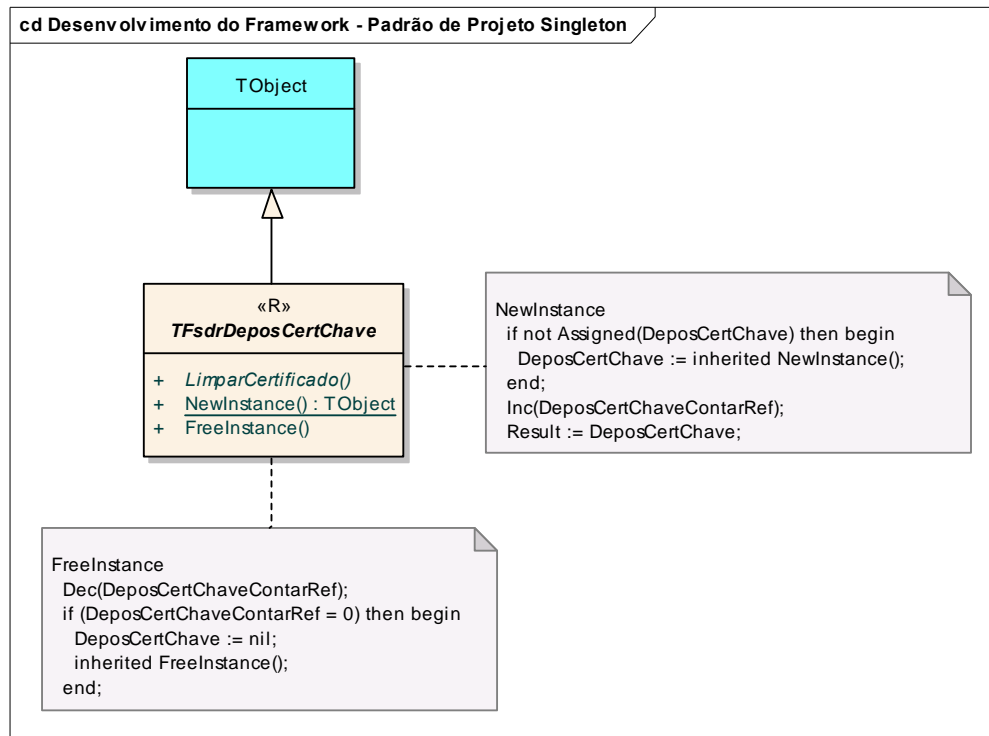 cd Desenvolvimento do Framework - Padrão de Projeto Singleton
TObject
«R»
TFsdrDeposCertChave
+ LimparCertificado()
+ NewInstance() : TObject
+ FreeInstance()
NewInstance
if not Assigned(DeposCertChave) then begin
DeposCertChave := inherited NewInstance();
end;
Inc(DeposCertChaveContarRef);
Result := DeposCertChave;
FreeInstance
Dec(DeposCertChaveContarRef);
if (DeposCertChaveContarRef = 0) then begin
DeposCertChave := nil;
inherited FreeInstance();
end;